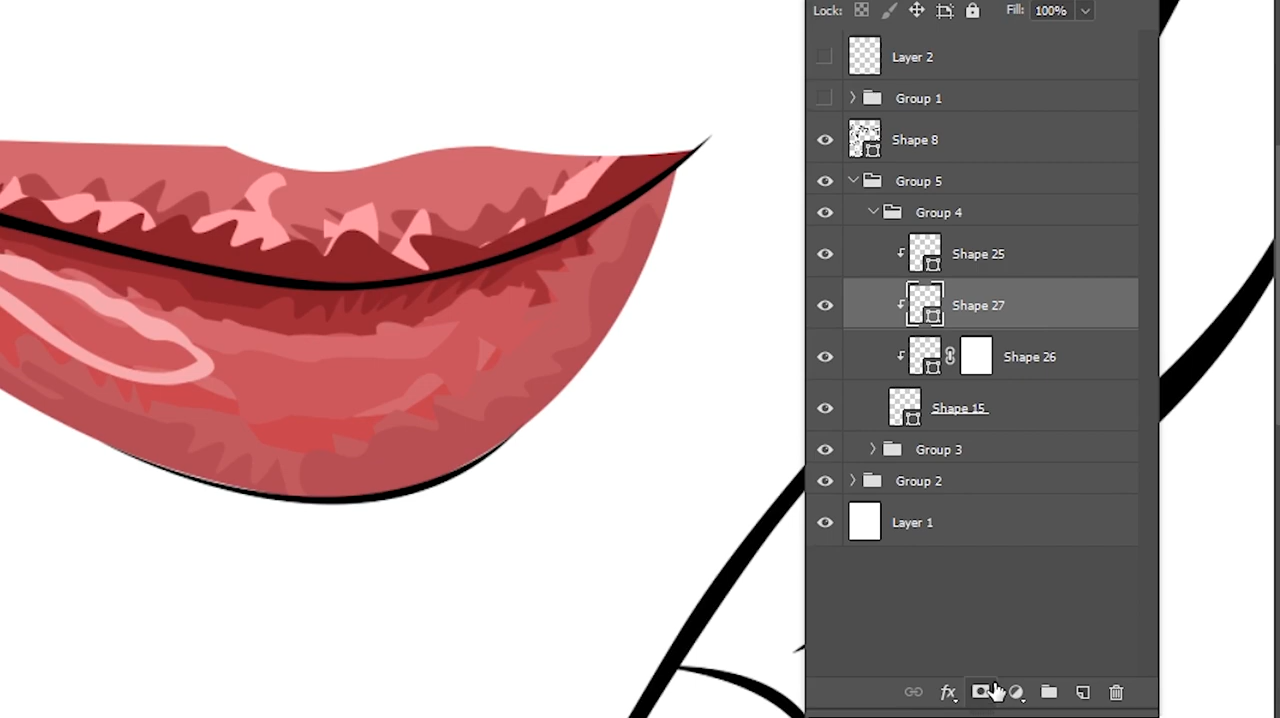 Lock: Fill: 100%
Layer 2
Group 1
Shape 8
Group 5
Group 4
Shape 25
Shape 27
Shape 26
Shape 15
Group 3
Group 2
Layer 1
fx